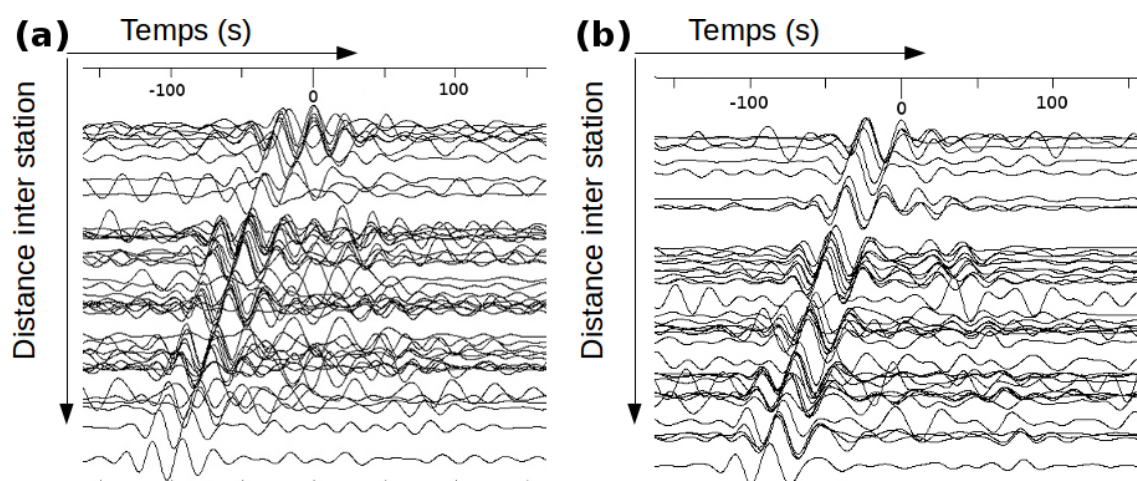 (a)
Temps (s)
-100
0
100
Distance inter station
(b)
Temps (s)
-100
0
100
Distance inter station